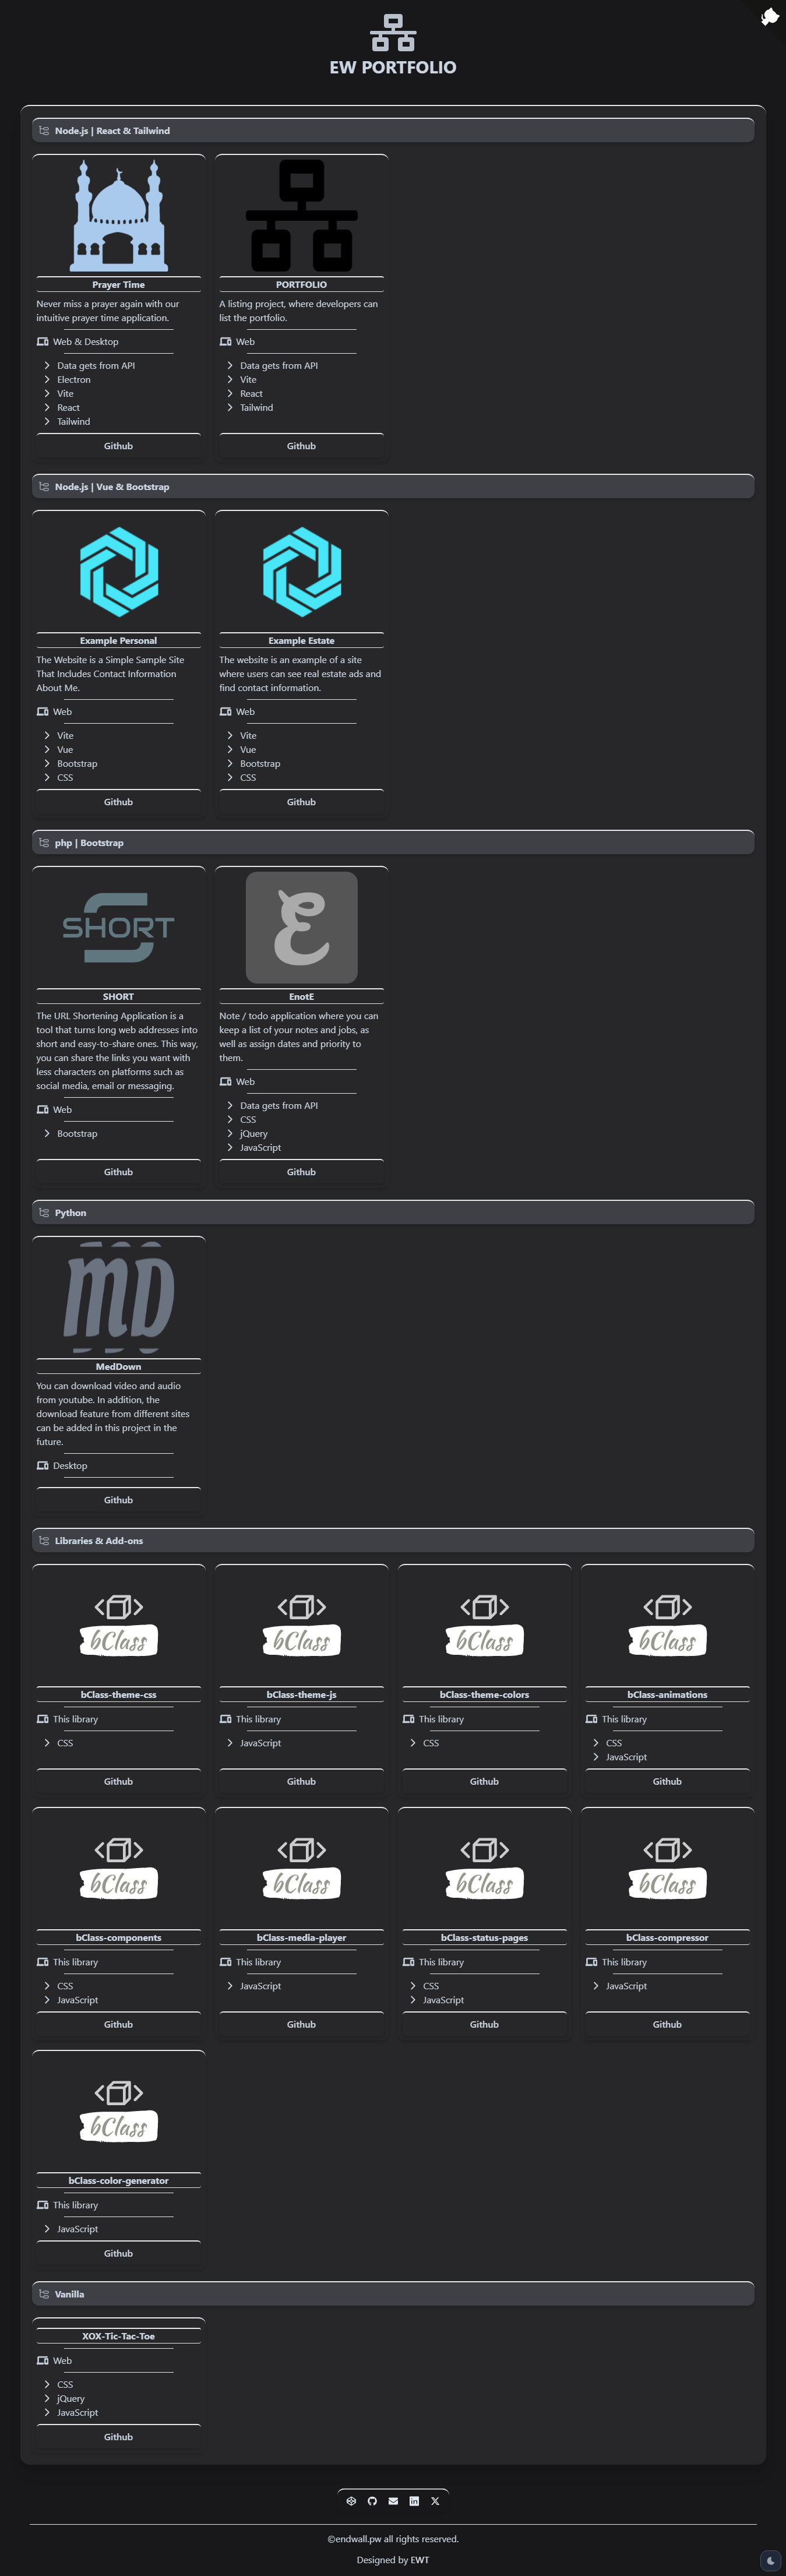 EW PORTFOLIO
Node.js | React & Tailwind
Prayer Time
Never miss a prayer again with our
intuitive prayer time application.
Web & Desktop
Data gets from API
Electron
Vite
React
Tailwind
Github
PORTFOLIO
A listing project, where developers can
list the portfolio.
Web
Data gets from API
Vite
React
Tailwind
Github
Node.js | Vue & Bootstrap
Example Personal
The Website is a Simple Sample Site
That Includes Contact Information
About Me.
Web
Vite
Vue
Bootstrap
CSS
Github
Example Estate
The website is an example of a site
where users can see real estate ads and
find contact information.
Web
Vite
Vue
Bootstrap
CSS
Github
php | Bootstrap
SHORT
SHORT
The URL Shortening Application is a
tool that turns long web addresses into
short and easy-to-share ones. This way,
you can share the links you want with
less characters on platforms such as
social media, email or messaging.
Web
Bootstrap
Github
E
EnotE
Note / todo application where you can
keep a list of your notes and jobs, as
well as assign dates and priority to
them.
Web
Data gets from API
CSS
jQuery
JavaScript
Github
Python
MD
MedDown
You can download video and audio
from youtube. In addition, the
download feature from different sites
can be added in this project in the
future.
Desktop
Github
Libraries & Add-ons
bClass
bClass-theme-css
This library
CSS
Github
bClass
bClass-theme-js
This library
JavaScript
Github
bClass
bClass-theme-colors
This library
CSS
Github
bClass
bClass-animations
This library
CSS
JavaScript
Github
bClass
bClass-components
This library
CSS
JavaScript
Github
bClass
bClass-media-player
This library
JavaScript
Github
bClass
bClass-status-pages
This library
CSS
JavaScript
Github
bClass
bClass-compressor
This library
JavaScript
Github
bClass
bClass-color-generator
This library
JavaScript
Github
Vanilla
XOX-Tic-Tac-Toe
Web
CSS
jQuery
JavaScript
Github
©endwall.pw all rights reserved.
Designed by EWT